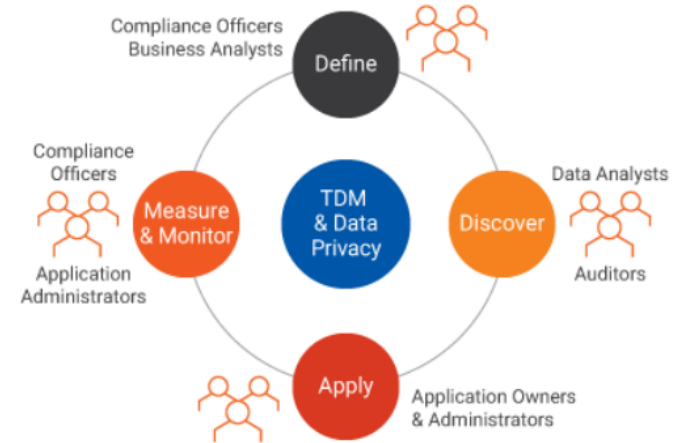 Compliance Officers
Business Analysts
Define
Compliance
Officers
Measure
& Monitor
Application
Administrators
TDM
& Data
Privacy
Discover
Data Analysts
Auditors
Apply
Application Owners
& Administrators